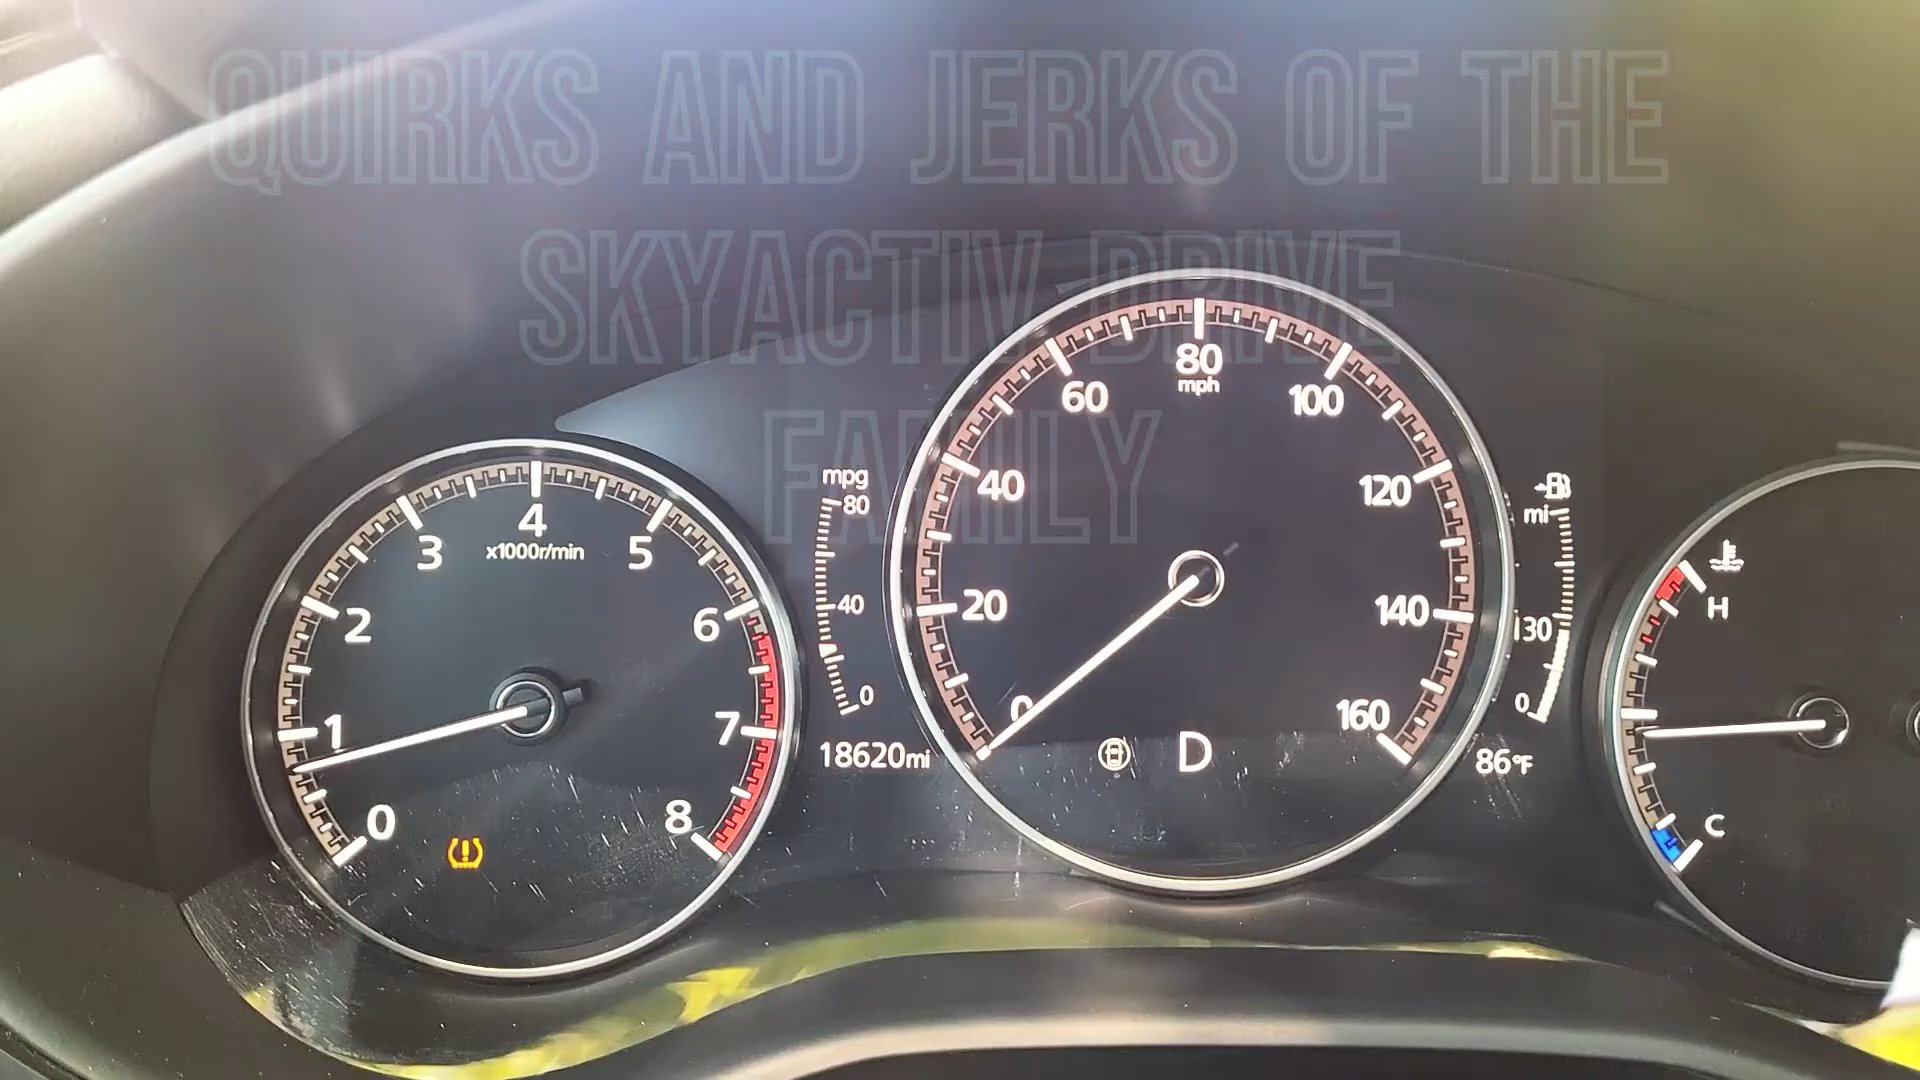 QUIRKS AND JERKS OF THE
SKYACTIV DRIVE
FAMILY
0
1
2
3
4
x1000r/min
5
6
7
8
mpg
80
40
0
18620mi
0
20
40
60
80
mph
100
120
140
160
D
mi
130
0
86°F
H
C